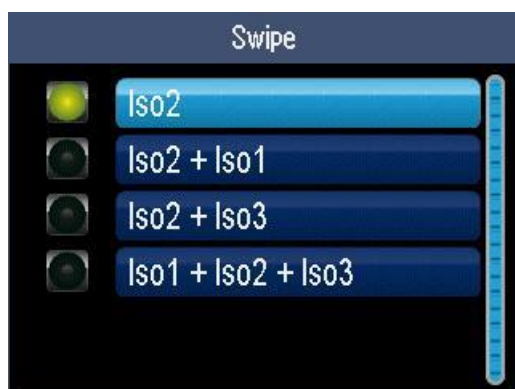 Swipe
Iso2
Iso2 + Iso1
Iso2 + Iso3
Iso1 + Iso2 + Iso3